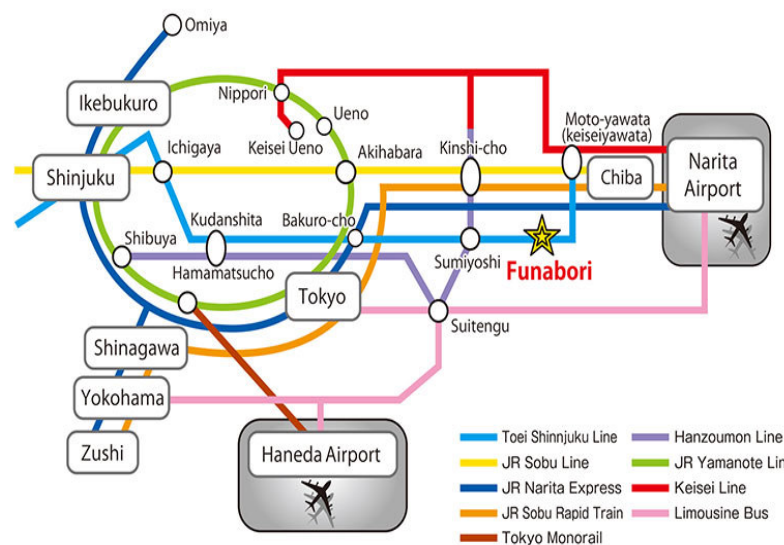 Omiya
Ikebukuro
Nippori
Ueno
Keisei Ueno
Moto-yawata
(keiseiyawata)
Ichigaya
Akihabara
Kinshi-cho
Shinjuku
Chiba
Narita
Airport
Kudanshita
Bakuro-cho
Shibuya
Hamamatsucho
Sumiyoshi
Funabori
Tokyo
Suitengu
Shinagawa
Yokohama
Zushi
Haneda Airport
Toei Shinnjuku Line
Hanzoumon Line
JR Sobu Line
JR Yamanote Lin
JR Narita Express
Keisei Line
JR Sobu Rapid Train
Limousine Bus
Tokyo Monorail